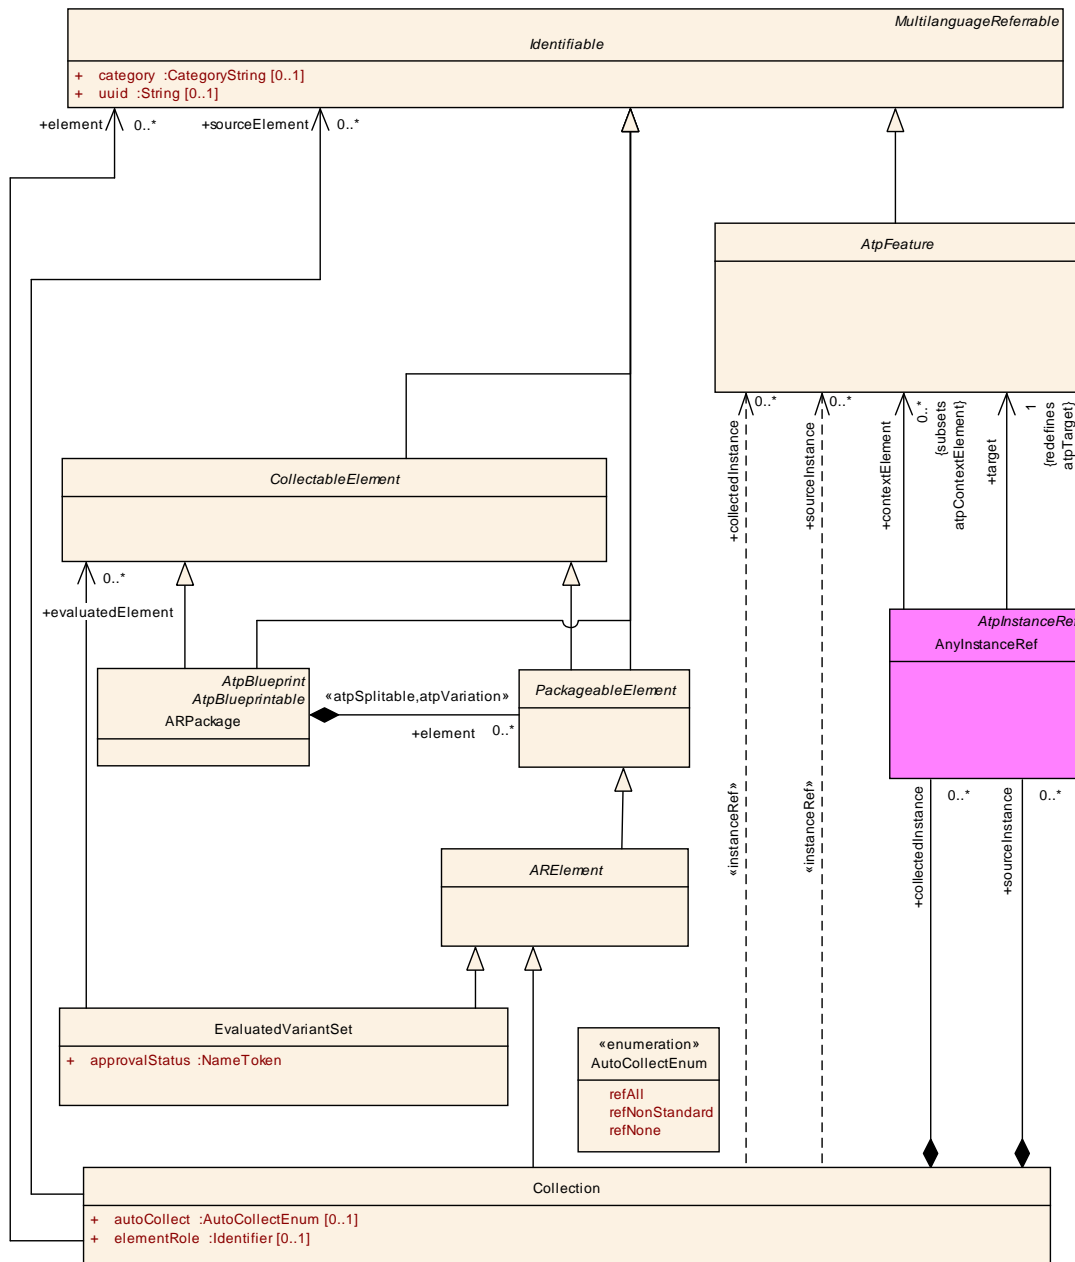 MultilanguageReferrable
Identifiable
+ category :CategoryString [0..1]
+ uuid :String [0..1]
+element 0..*
+sourceElement 0..*
AtpFeature
0..*
0..*
+collectedInstance
+sourceInstance
+contextElement
0..*
{subsets
atpContextElement}
+target
1
{redefines
atpTarget}
CollectableElement
0..*
+evaluatedElement
AtpBlueprint
AtpBlueprintable
ARPackage
«atpSplitable,atpVariation»
+element 0..*
PackageableElement
AtpInstanceRef
AnyInstanceRef
«instanceRef»
«instanceRef»
+collectedInstance
0..*
+sourceInstance
0..*
ARElement
EvaluatedVariantSet
+ approvalStatus :NameToken
«enumeration»
AutoCollectEnum
refAll
refNonStandard
refNone
Collection
+ autoCollect :AutoCollectEnum [0..1]
+ elementRole :Identifier [0..1]